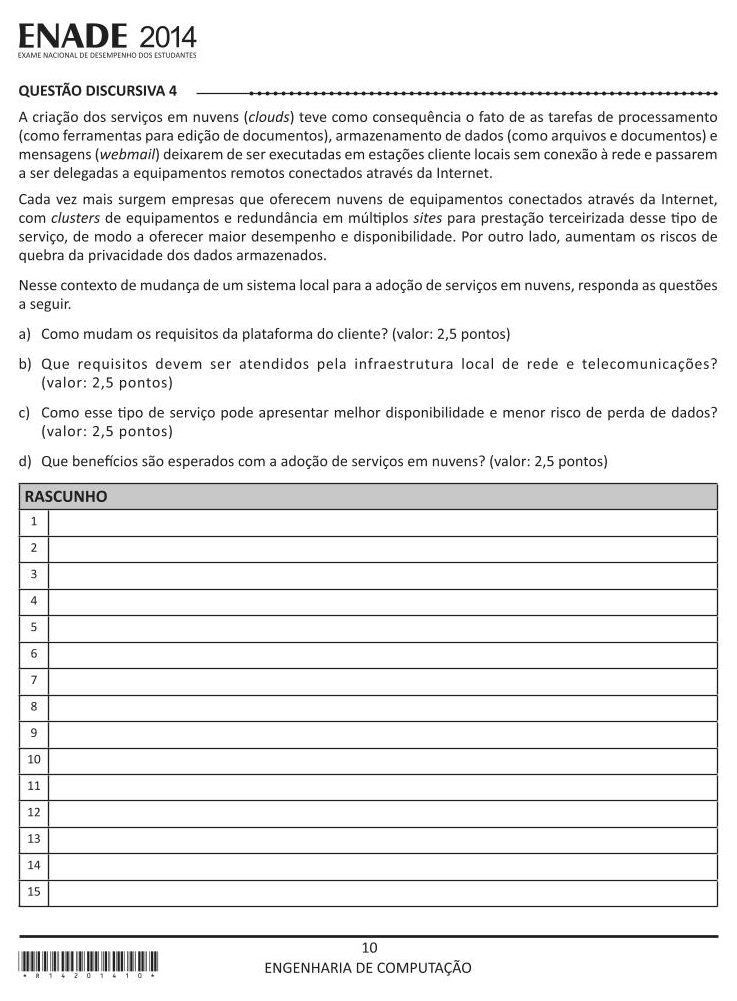 ENADE 2014
EXAME NACIONAL DE DESEMPENHO DOS ESTUDANTES
QUESTÃO DISCURSIVA 4
A criação dos serviços em nuvens (clouds) teve como consequência o fato de as tarefas de processamento
(como ferramentas para edição de documentos), armazenamento de dados (como arquivos e documentos) e
mensagens (webmail) deixarem de ser executadas em estações cliente locais sem conexão à rede e passarem
a ser delegadas a equipamentos remotos conectados através da Internet.
Cada vez mais surgem empresas que oferecem nuvens de equipamentos conectados através da Internet,
com clusters de equipamentos e redundância em múltiplos sites para prestação terceirizada desse tipo de
serviço, de modo a oferecer maior desempenho e disponibilidade. Por outro lado, aumentam os riscos de
quebra da privacidade dos dados armazenados.
Nesse contexto de mudança de um sistema local para a adoção de serviços em nuvens, responda as questões
a seguir.
a) Como mudam os requisitos da plataforma do cliente? (valor: 2,5 pontos)
b) Que requisitos devem ser atendidos pela infraestrutura local de rede e telecomunicações?
(valor: 2,5 pontos)
c) Como esse tipo de serviço pode apresentar melhor disponibilidade e menor risco de perda de dados?
(valor: 2,5 pontos)
d) Que benefícios são esperados com a adoção de serviços em nuvens? (valor: 2,5 pontos)
RASCUNHO
1
2
3
4
5
6
7
8
9
10
11
12
13
14
15
10
ENGENHARIA DE COMPUTAÇÃO
* R 1 4 2 0 1 4 1 0 *